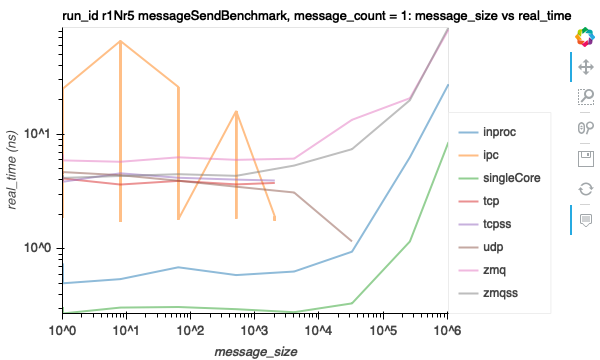 run_id r1Nr5 messageSendBenchmark, message_count = 1: message_size vs real_time
real_time (ns)
10^1
10^0
10^0 10^1 10^2 10^3 10^4 10^5 10^6
message_size
inproc
ipc
singleCore
tcp
tcpss
udp
zmq
zmqss